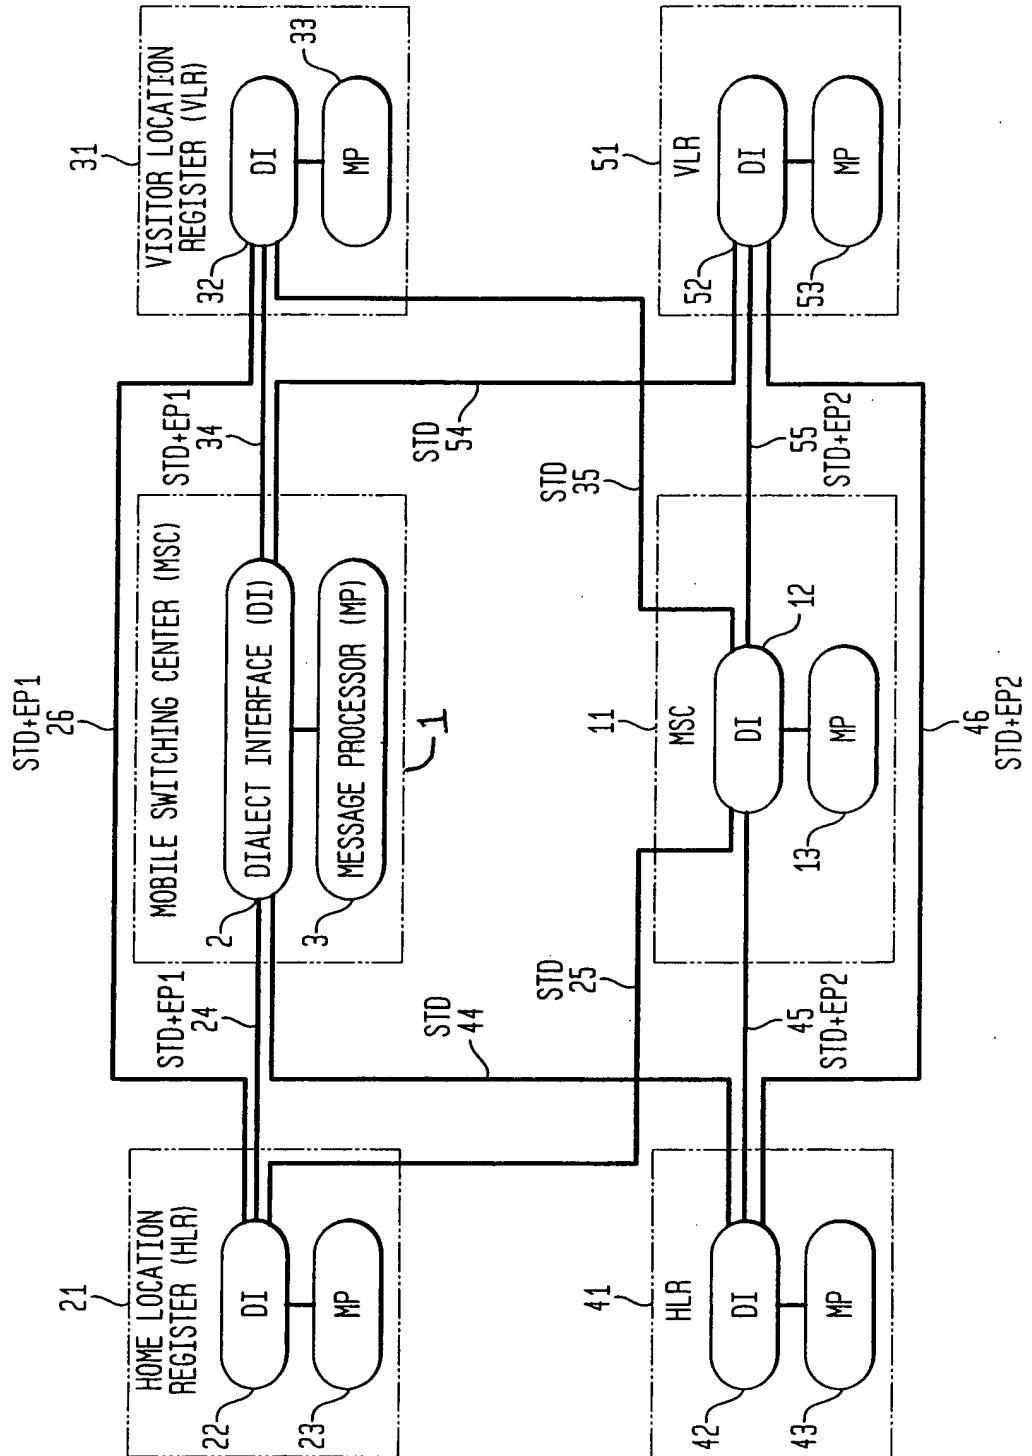 STD+EP1
26
21
HOME LOCATION
REGISTER (HLR)
22
DI
23
MP
STD+EP1
24
MOBILE SWITCHING CENTER (MSC)
2
DIALECT INTERFACE (DI)
3
MESSAGE PROCESSOR (MP)
1
STD+EP1
34
31
VISITOR LOCATION
REGISTER (VLR)
32
DI
33
MP
STD
44
STD
25
STD
35
STD
54
41
HLR
42
DI
43
MP
45
STD+EP2
11
MSC
DI
12
13
MP
55
STD+EP2
51
VLR
52
DI
53
MP
46
STD+EP2